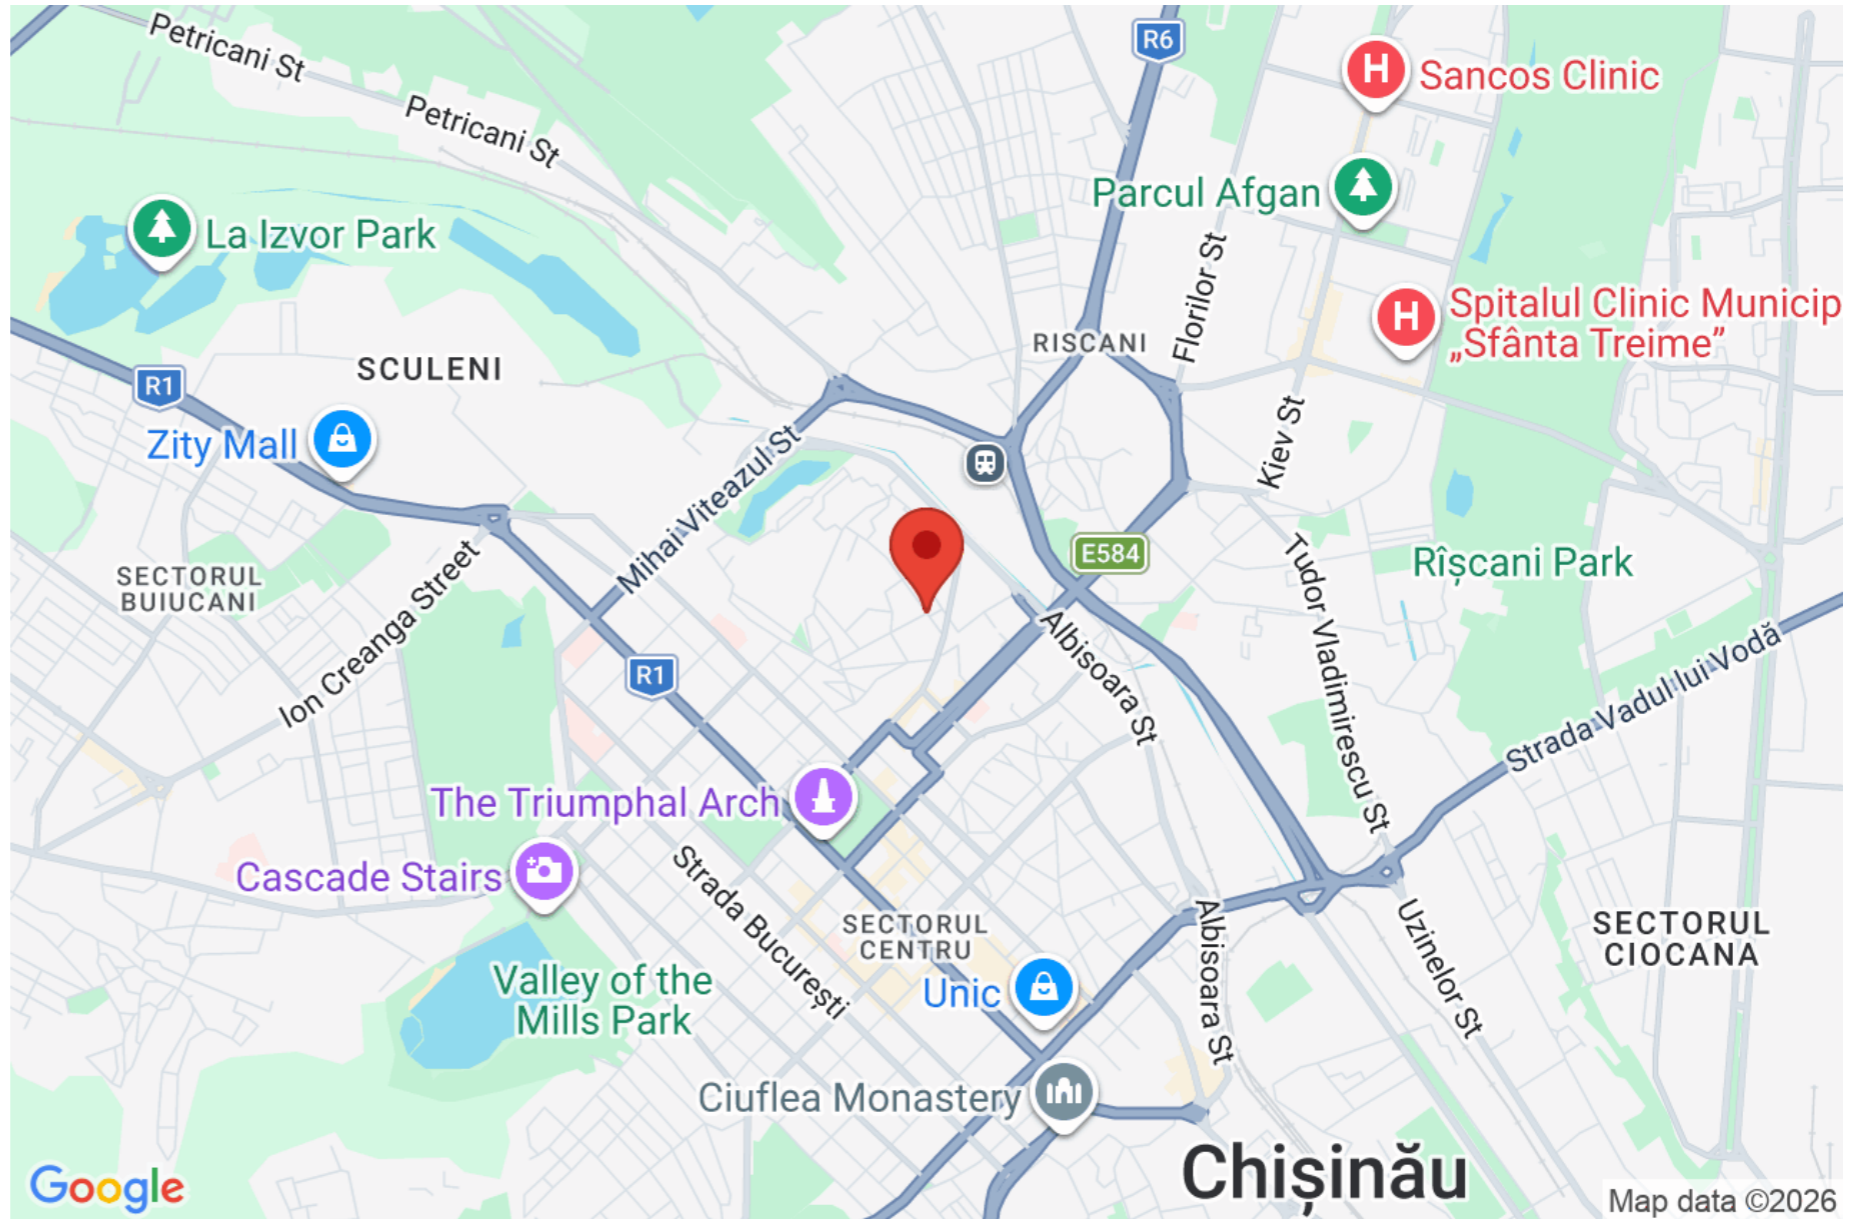 Petricani St
R6
Sancos Clinic
Petricani St
Parcul Afgan
La Izvor Park
Florilor St
Spitalul Clinic Municip
„Sfânta Treime”
RISCANI
SCULENI
R1
Zity Mall
Kiev St
Mihai Viteazul St
E584
Rîșcani Park
SECTORUL
BUIUCANI
Ion Creanga Street
Tudor Vladimirescu St
Albisoara St
R1
Strada Vadul lui Vodă
The Triumphal Arch
Cascade Stairs
Strada București
SECTORUL
CENTRU
Albisoara St
Uzinelor St
SECTORUL
CIOCANA
Valley of the
Mills Park
Unic
Ciuflea Monastery
Chișinău
Google
Map data ©2026